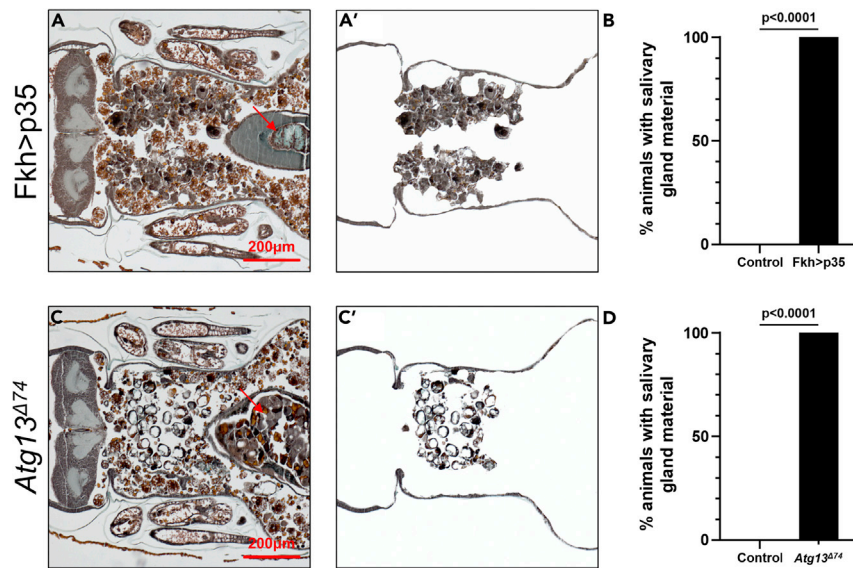 A
A′
B
Fkh>p35
200μm
p<0.0001
% animals with salivary
gland material
100
50
0
Control
Fkh>p35
C
C′
D
Atg13Δ74
200μm
p<0.0001
% animals with salivary
gland material
100
50
0
Control
Atg13Δ74